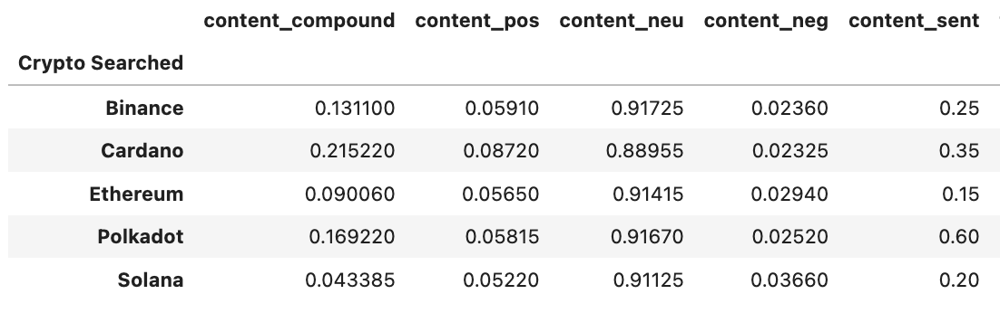 content_compound content_pos content_neu content_neg content_sent
Crypto Searched
Binance 0.131100 0.05910 0.91725 0.02360 0.25
Cardano 0.215220 0.08720 0.88955 0.02325 0.35
Ethereum 0.090060 0.05650 0.91415 0.02940 0.15
Polkadot 0.169220 0.05815 0.91670 0.02520 0.60
Solana 0.043385 0.05220 0.91125 0.03660 0.20